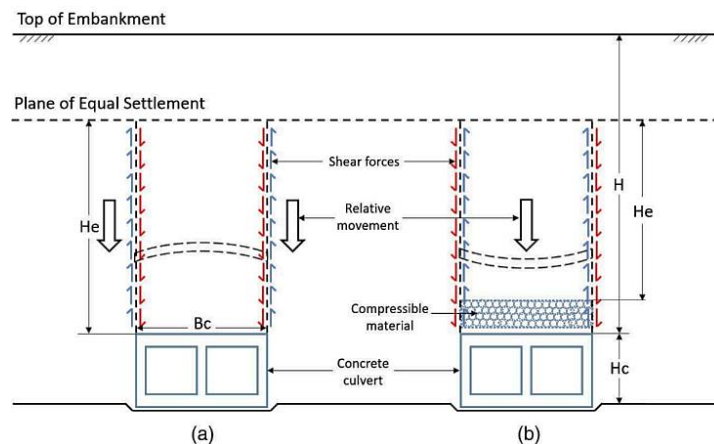 Top of Embankment
Plane of Equal Settlement
Shear forces
Relative
movement
He
H
He
Bc
Compressible
material
Concrete
culvert
Hc
(a)
(b)